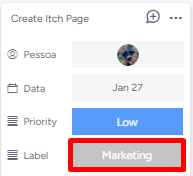 Create Itch Page
Pessoa
Data Jan 27
Priority Low
Label Marketing